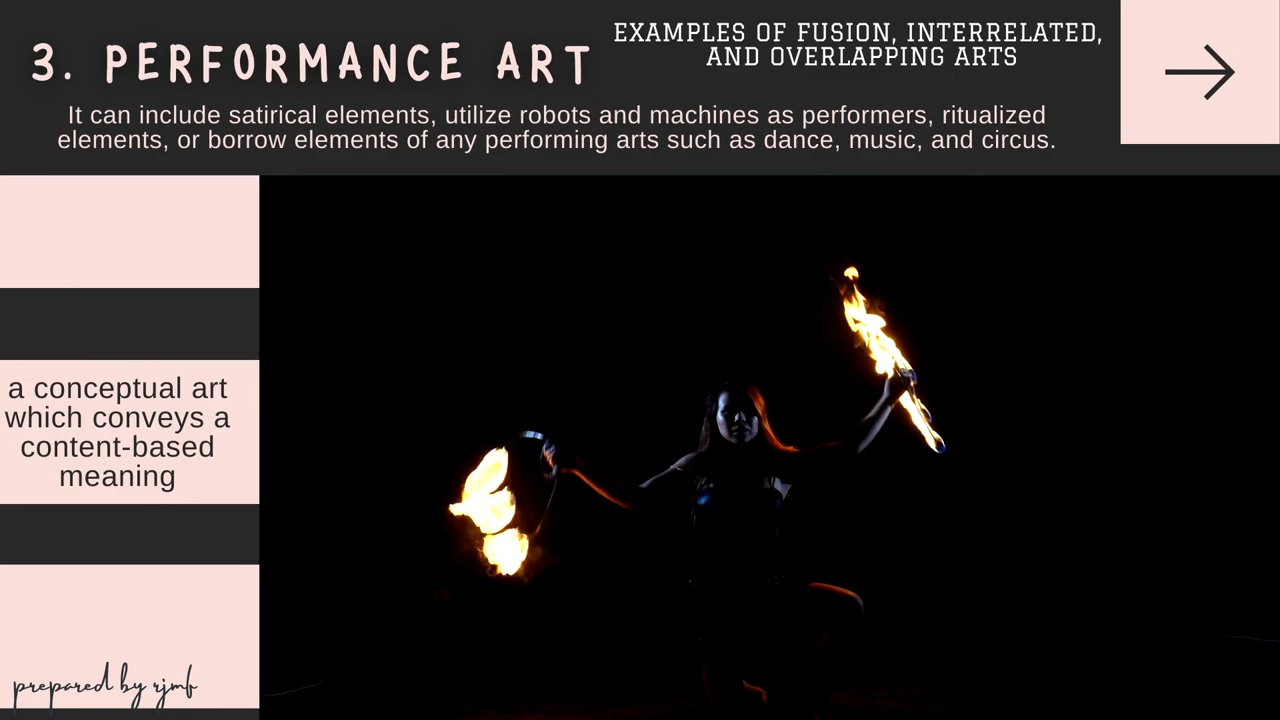 3. PERFORMANCE ART
EXAMPLES OF FUSION, INTERRELATED,
AND OVERLAPPING ARTS
It can include satirical elements, utilize robots and machines as performers, ritualized
elements, or borrow elements of any performing arts such as dance, music, and circus.
a conceptual art
which conveys a
content-based
meaning
prepared by rjmf